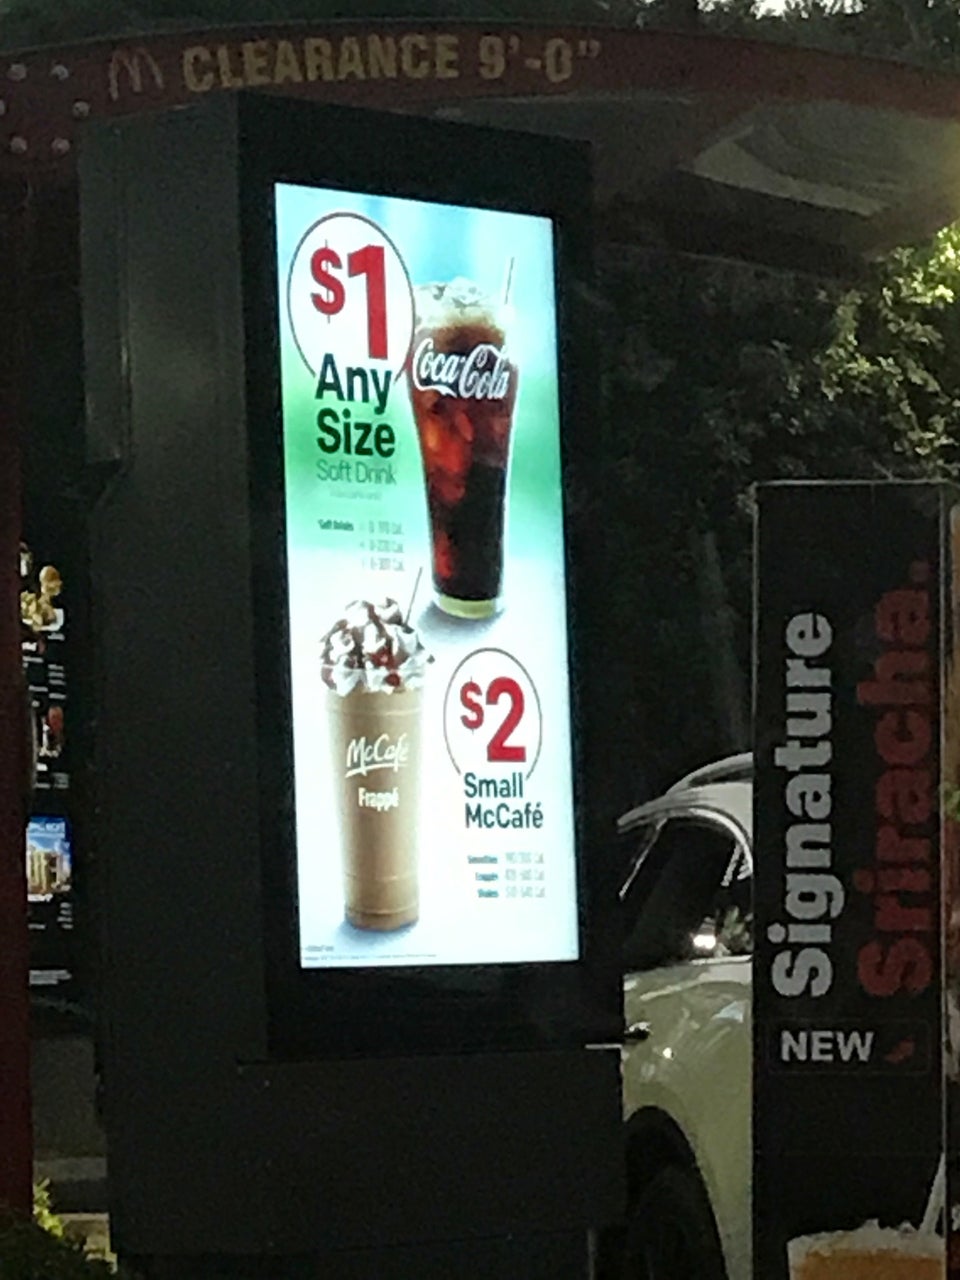 CLEARANCE 9'-0"
$1
Any
Size
Soft Drink
Coca-Cola
McCafé
Frappé
$2
Small
McCafé
Signature
Sriracha.
NEW